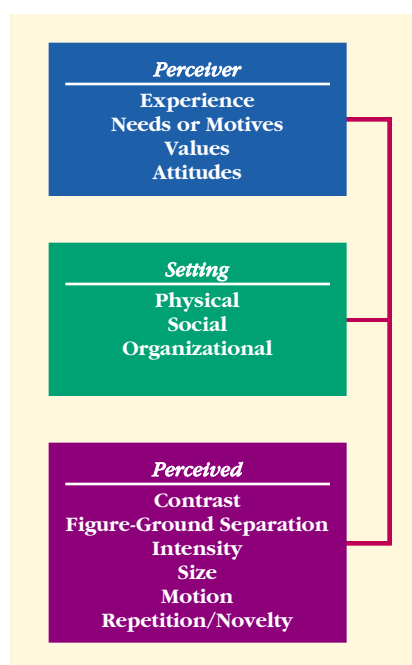 Perceiver
Experience
Needs or Motives
Values
Attitudes
Setting
Physical
Social
Organizational
Perceived
Contrast
Figure-Ground Separation
Intensity
Size
Motion
Repetition/Novelty